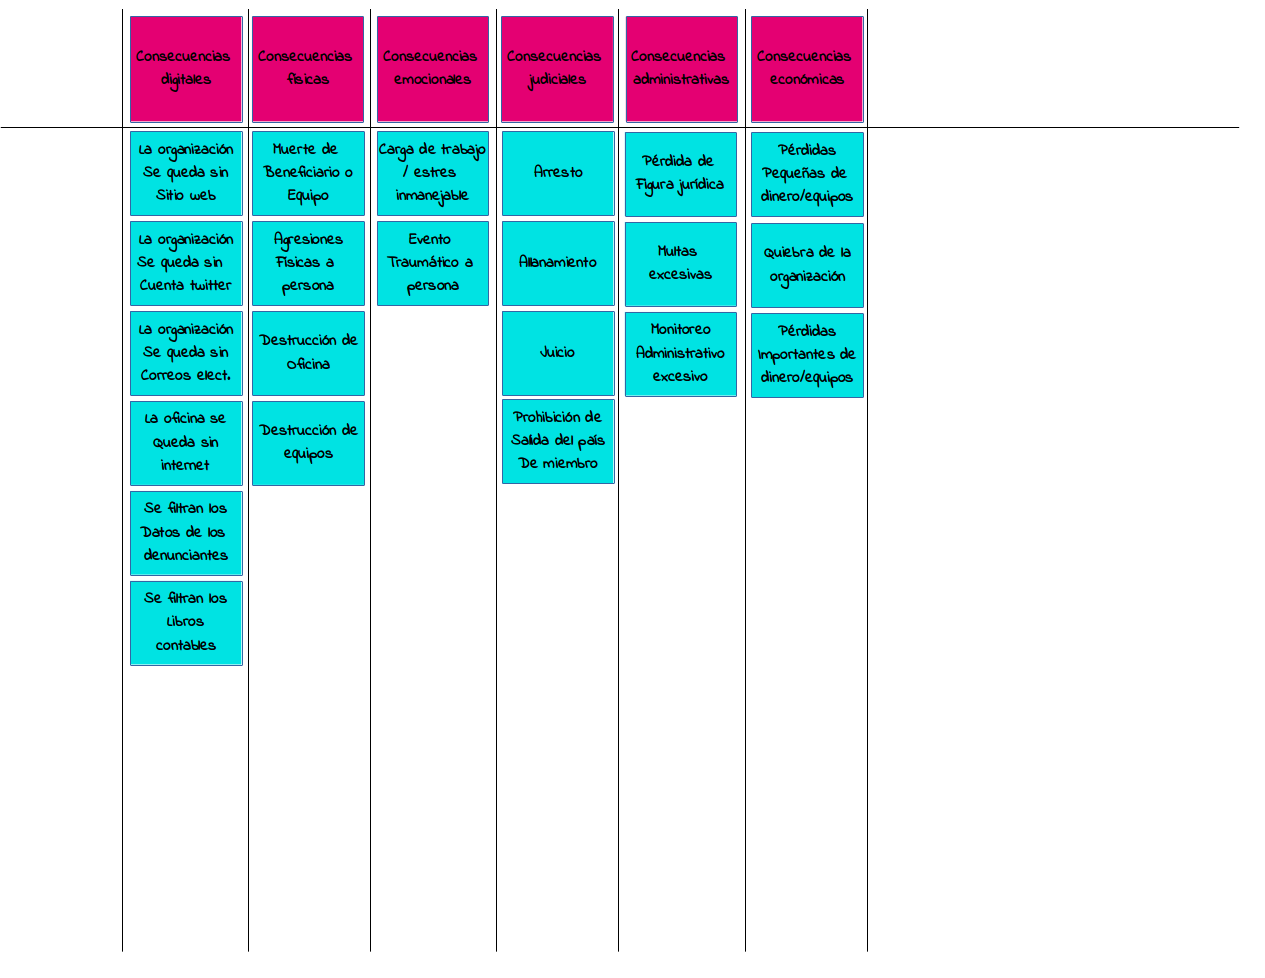 Consecuencias
digitales
Consecuencias
físicas
Consecuencias
emocionales
Consecuencias
judiciales
Consecuencias
administrativas
Consecuencias
económicas
La organización
Se queda sin
Sitio web
La organización
Se queda sin
Cuenta twitter
La organización
Se queda sin
Correos elect.
La oficina se
Queda sin
internet
Se filtran los
Datos de los
denunciantes
Se filtran los
Libros
contables
Muerte de
Beneficiario o
Equipo
Agresiones
Físicas a
persona
Destrucción de
Oficina
Destrucción de
equipos
Carga de trabajo
/ estres
inmanejable
Evento
Traumático a
persona
Arresto
Allanamiento
Juicio
Prohibición de
Salida del país
De miembro
Pérdida de
Figura jurídica
Multas
excesivas
Monitoreo
Administrativo
excesivo
Pérdidas
Pequeñas de
dinero/equipos
Quiebra de la
organización
Pérdidas
Importantes de
dinero/equipos